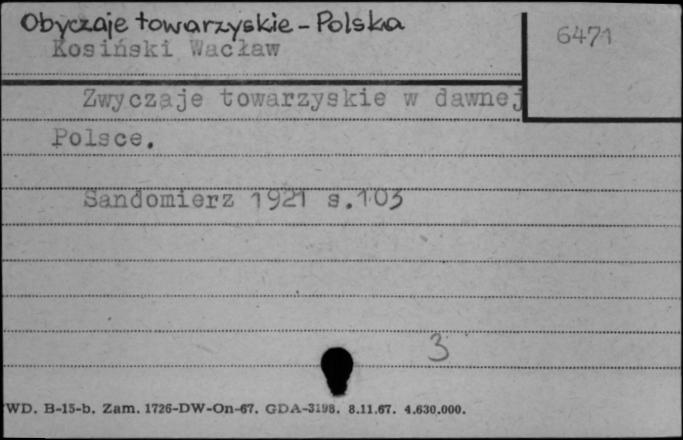 Obyczaje towarzyskie - Polska
6471
Kosiński Wacław
Zwyczaje towarzyskie w dawnej
Polsce.
Sandomierz 1921 s.103
3
WD. B-15-b. Zam. 1726-DW-On-67. GDA-3198. 8.11.67. 4.630.000.